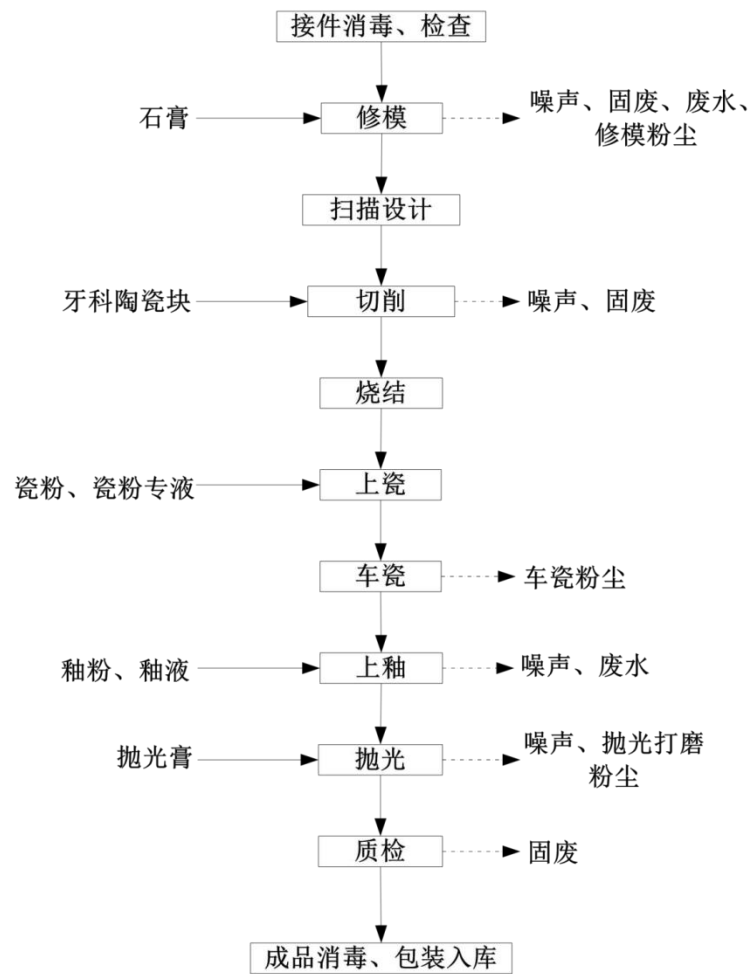 接件消毒、检查
石膏
修模
噪声、固废、废水、
修模粉尘
扫描设计
牙科陶瓷块
切削
噪声、固废
烧结
瓷粉、瓷粉专液
上瓷
车瓷
车瓷粉尘
釉粉、釉液
上釉
噪声、废水
抛光膏
抛光
噪声、抛光打磨
粉尘
质检
固废
成品消毒、包装入库